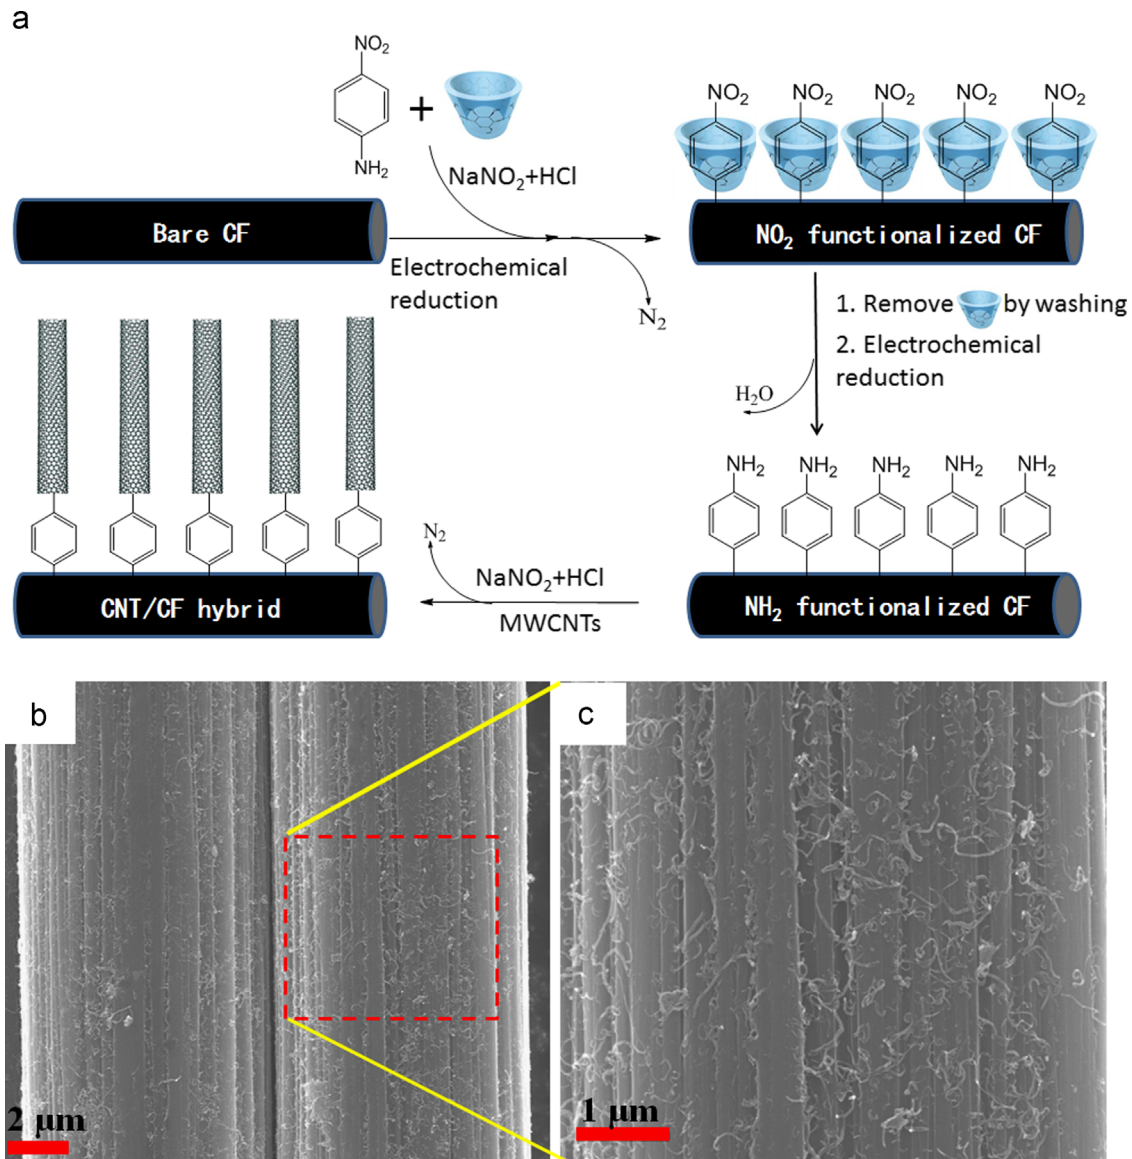 a
NO2
+
NH2
NaNO2+HCl
Bare CF
Electrochemical
reduction
N2
NO2 NO2 NO2 NO2 NO2
NO2 functionalized CF
1. Remove by washing
2. Electrochemical
reduction
H2O
NH2 NH2 NH2 NH2 NH2
NH2 functionalized CF
N2
NaNO2+HCl
MWCNTs
CNT/CF hybrid
b
2 μm
c
1 μm